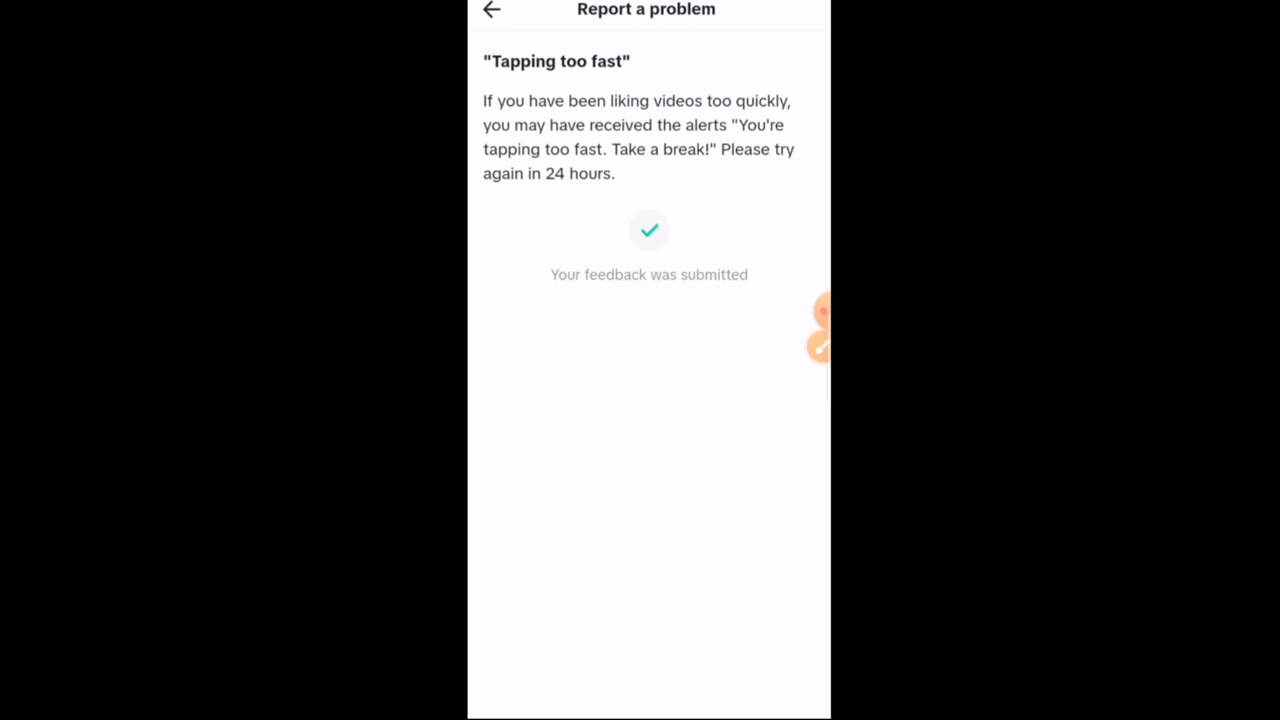 Report a problem
"Tapping too fast"
If you have been liking videos too quickly,
you may have received the alerts "You're
tapping too fast. Take a break!" Please try
again in 24 hours.
Your feedback was submitted